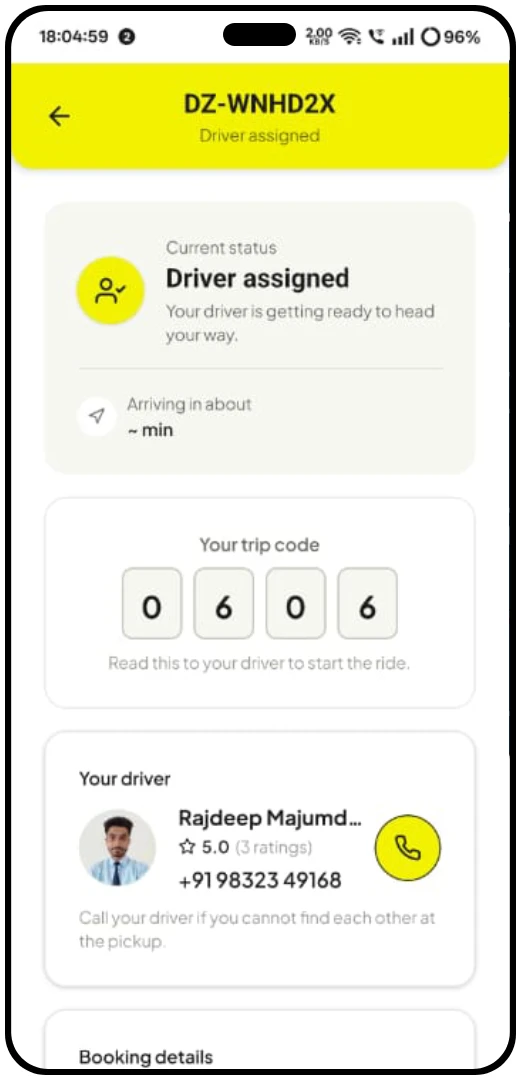 18:04:59 2 2.00 KB/S 96%
DZ-WNHD2X
Driver assigned
Current status
Driver assigned
Your driver is getting ready to head
your way.
Arriving in about
~ min
Your trip code
0 6 0 6
Read this to your driver to start the ride.
Your driver
Rajdeep Majumd...
5.0 (3 ratings)
+91 98323 49168
Call your driver if you cannot find each other at
the pickup.
Booking details